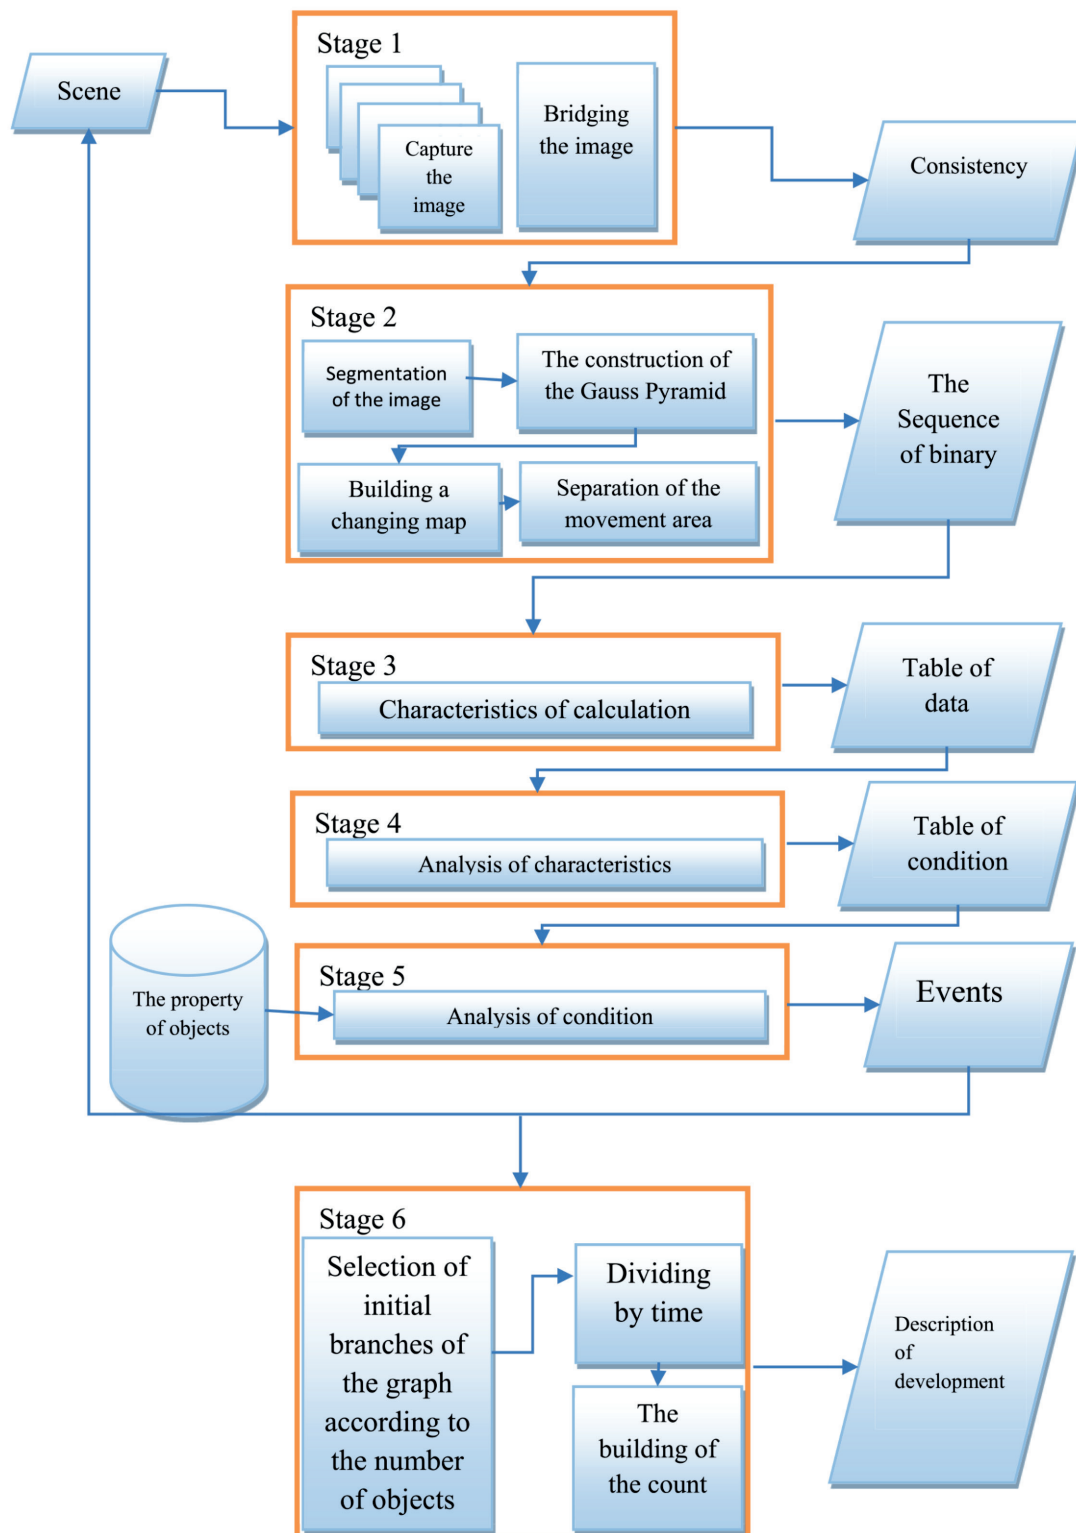 Scene
Stage 1
Capture
the
image
Bridging
the image
Consistency
Stage 2
Segmentation
of the image
The construction of
the Gauss Pyramid
Building a
changing map
Separation of the
movement area
The
Sequence
of binary
Stage 3
Characteristics of calculation
Table of
data
Stage 4
Analysis of characteristics
Table of
condition
The property
of objects
Stage 5
Analysis of condition
Events
Stage 6
Selection of
initial
branches of
the graph
according to
the number
of objects
Dividing
by time
The
building of
the count
Description
of
development